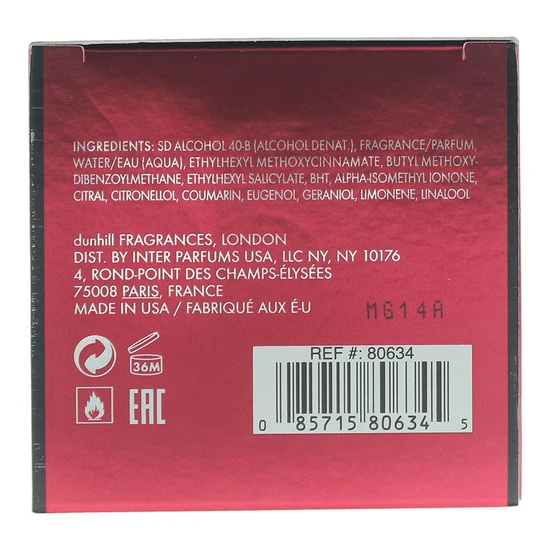 INGREDIENTS: SD ALCOHOL 40-B (ALCOHOL DENAT.), FRAGRANCE/PARFUM,
WATER/EAU (AQUA), ETHYLHEXYL METHOXYCINNAMATE, BUTYL METHOXY-
DIBENZOYLMETHANE, ETHYLHEXYL SALICYLATE, BHT, ALPHA-ISOMETHYL IONONE,
CITRAL, CITRONELLOL, COUMARIN, EUGENOL, GERANIOL, LIMONENE, LINALOOL
dunhill FRAGRANCES, LONDON
DIST. BY INTER PARFUMS USA, LLC NY, NY 10176
4, ROND-POINT DES CHAMPS-ÉLYSÉES
75008 PARIS, FRANCE
MADE IN USA / FABRIQUÉ AUX É-U
MG14A
36M
EAC
REF #: 80634
0 85715 80634 5